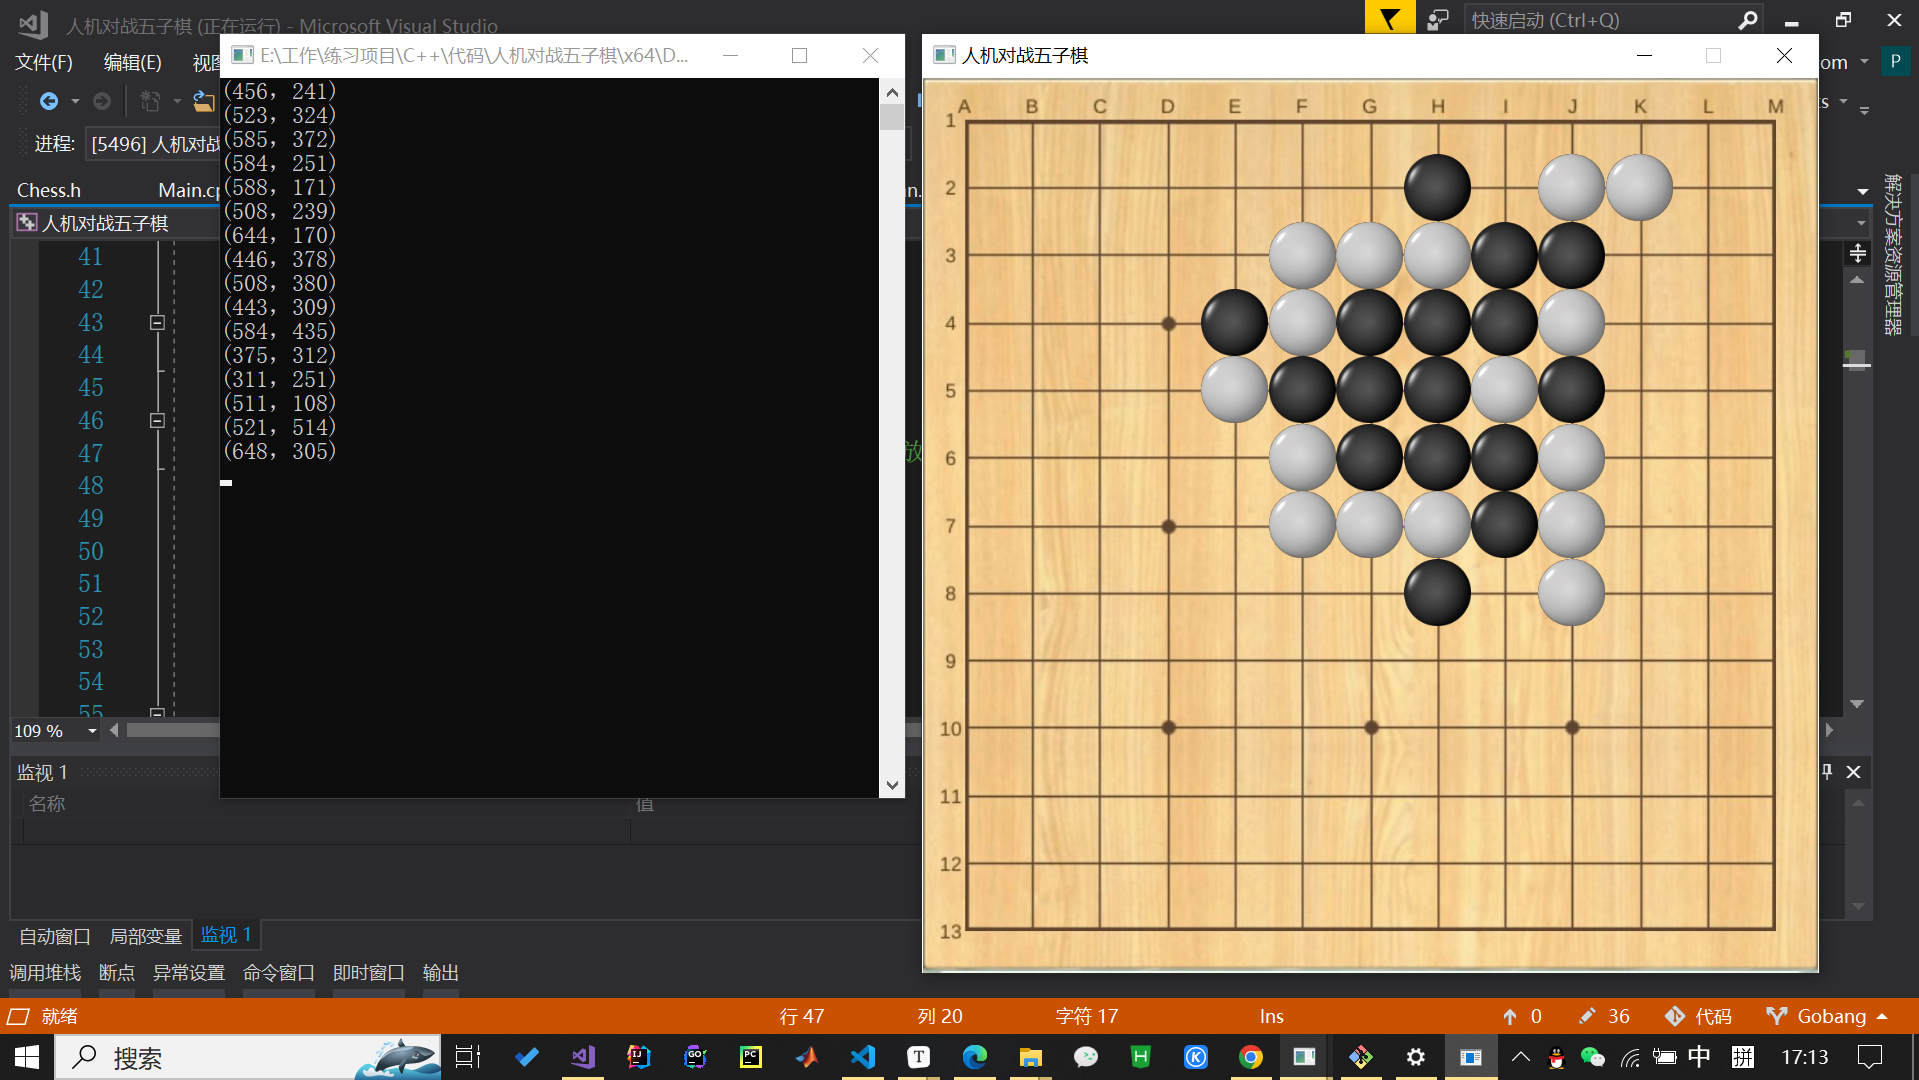 人机对战五子棋 (正在运行) - Microsoft Visual Studio
快速启动 (Ctrl+Q)
文件(F) 编辑(E) 视图
om
P
进程: [5496] 人机对战
Chess.h Main.cp
人机对战五子棋
41
42
43
44
45
46
47
48
49
50
51
52
53
54
55
109 %
放
解决方案资源管理器
E:\工作\练习项目\C++\代码\人机对战五子棋\x64\D...
(456, 241)
(523, 324)
(585, 372)
(584, 251)
(588, 171)
(508, 239)
(644, 170)
(446, 378)
(508, 380)
(443, 309)
(584, 435)
(375, 312)
(311, 251)
(511, 108)
(521, 514)
(648, 305)
人机对战五子棋
A B C D E F G H I J K L M
1
2
3
4
5
6
7
8
9
10
11
12
13
监视 1
名称 值
自动窗口 局部变量 监视 1
调用堆栈 断点 异常设置 命令窗口 即时窗口 输出
就绪 行 47 列 20 字符 17 Ins 0 36 代码 Gobang
搜索 中 拼 17:13